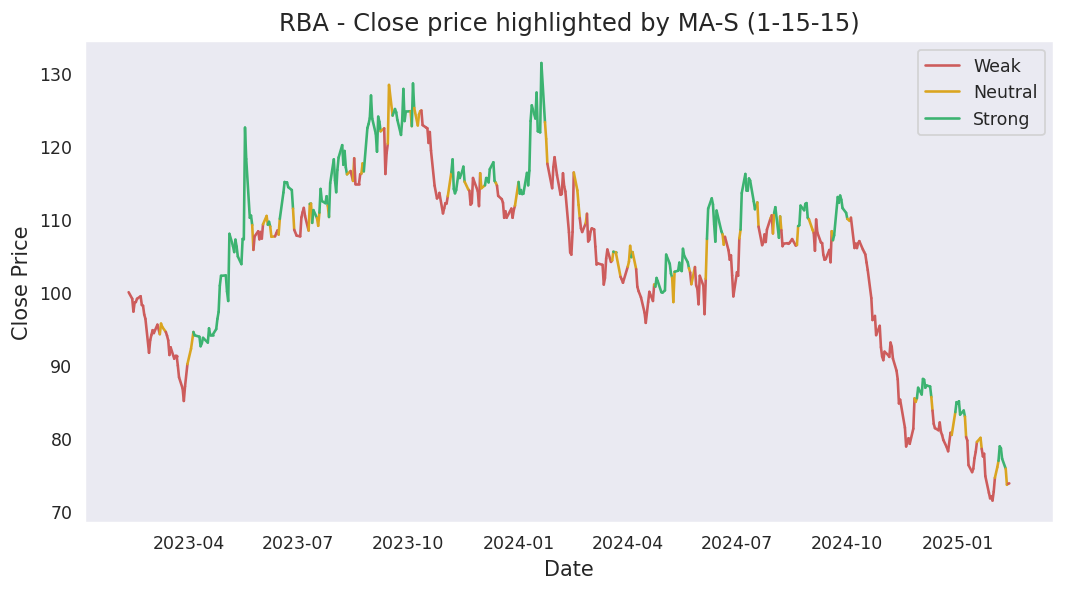 RBA - Close price highlighted by MA-S (1-15-15)
Weak
Neutral
Strong
Close Price
130
120
110
100
90
80
70
2023-04 2023-07 2023-10 2024-01 2024-04 2024-07 2024-10 2025-01
Date